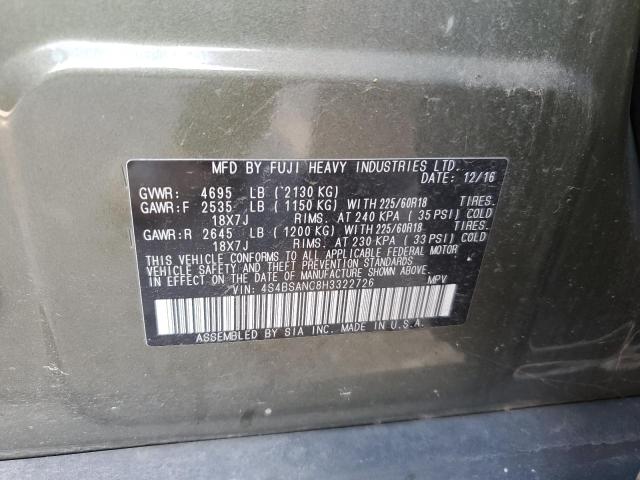 MFD BY FUJI HEAVY INDUSTRIES LTD.
DATE: 12/16
GVWR: 4695 LB (2130 KG)
GAWR:F 2535 LB (1150 KG) WITH 225/60R18 TIRES.
18X7J RIMS. AT 240 KPA (35 PSI) COLD
GAWR:R 2645 LB (1200 KG) WITH 225/60R18 TIRES.
18X7J RIMS. AT 230 KPA (33 PSI) COLD
THIS VEHICLE CONFORMS TO ALL APPLICABLE FEDERAL MOTOR
VEHICLE SAFETY AND THEFT PREVENTION STANDARDS
IN EFFECT ON THE DATE OF MANUFACTURE SHOWN ABOVE.
VIN: 4S4BSANC8H3322726 MPV
ASSEMBLED BY SIA INC. MADE IN U.S.A.